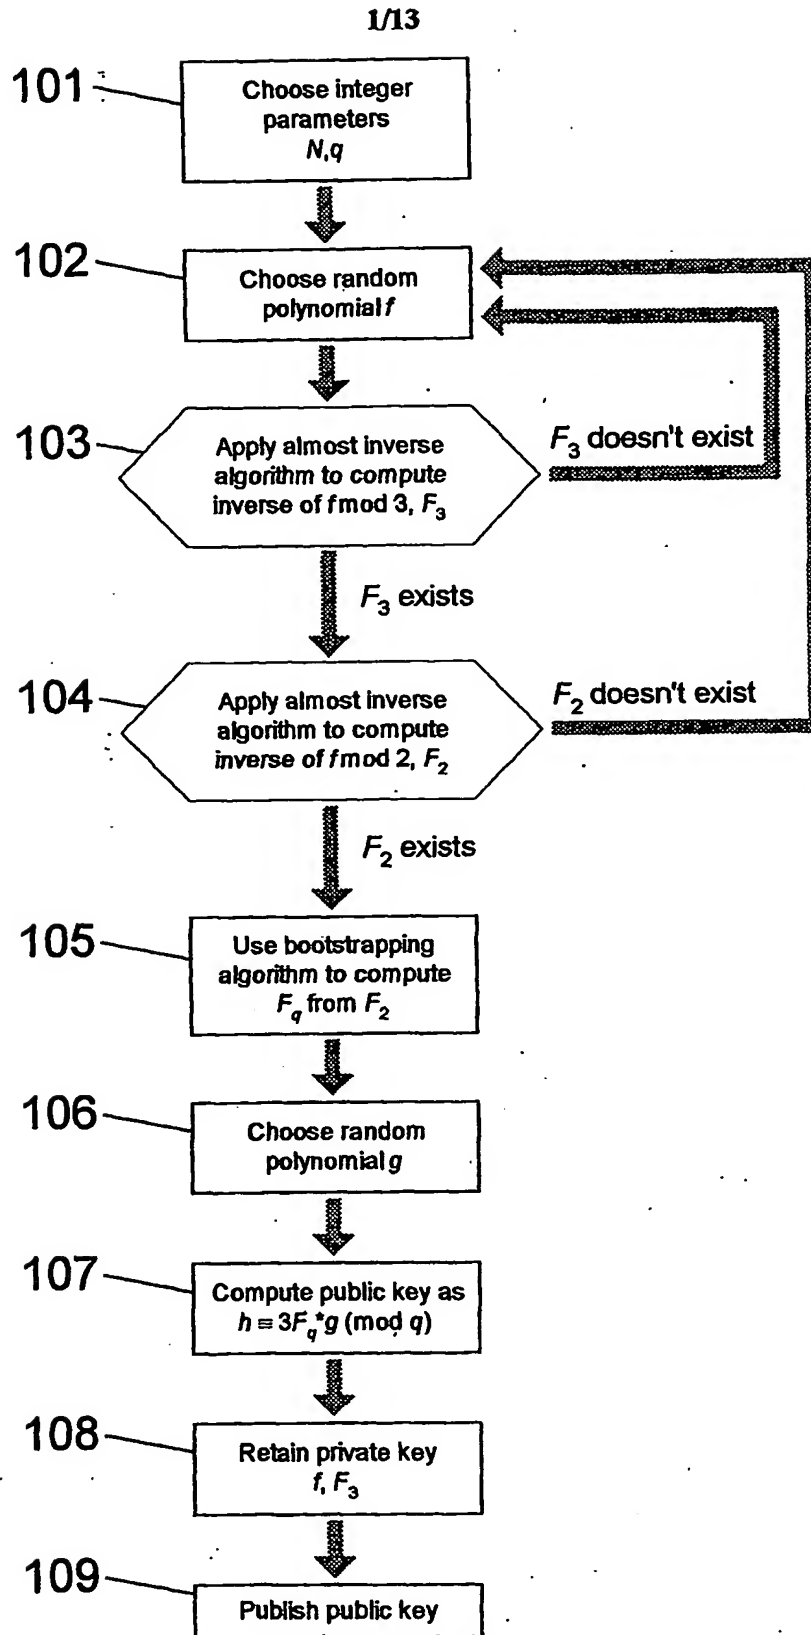 1/13
101
Choose integer
parameters
N,q
102
Choose random
polynomial f
103
Apply almost inverse
algorithm to compute
inverse of f mod 3, F₃
F₃ doesn't exist
F₃ exists
104
Apply almost inverse
algorithm to compute
inverse of f mod 2, F₂
F₂ doesn't exist
F₂ exists
105
Use bootstrapping
algorithm to compute
F_q from F₂
106
Choose random
polynomial g
107
Compute public key as
h ≡ 3F_q*g (mod q)
108
Retain private key
f, F₃
109
Publish public key